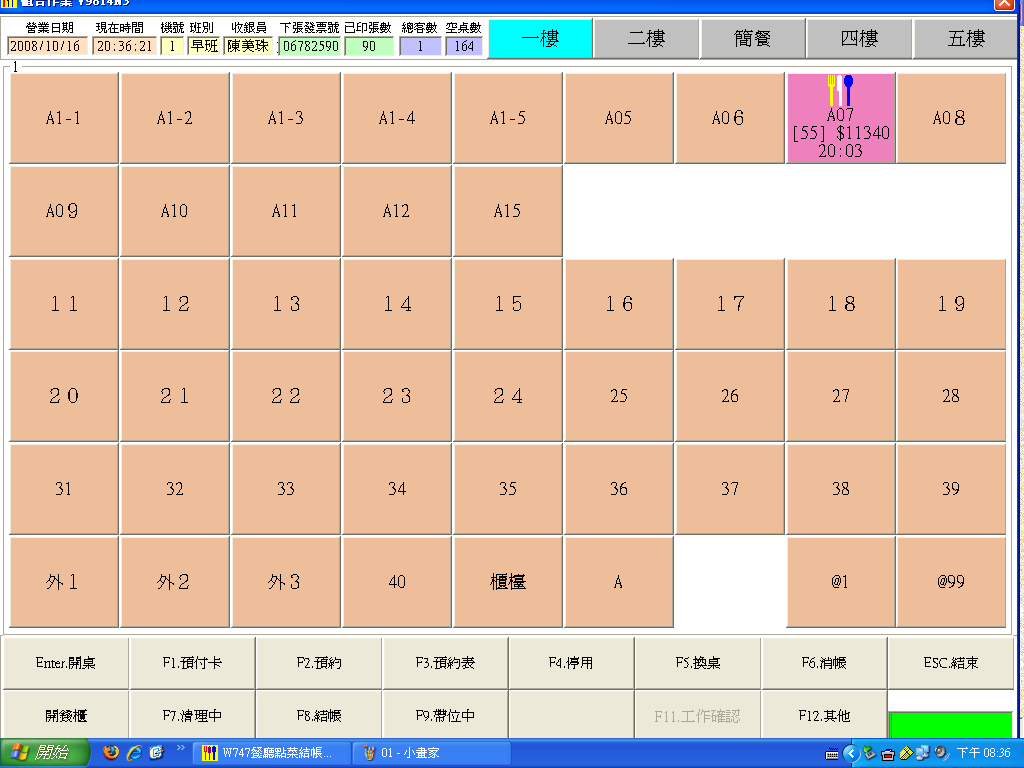 V9814N3
營業日期 現在時間 機號 班別 收銀員 下張發票號 已印張數 總客數 空桌數
2008/10/16 20:36:21 1 早班 陳美珠 06782590 90 1 164
一樓 二樓 簡餐 四樓 五樓
1
A1-1 A1-2 A1-3 A1-4 A1-5 A05 A06 A07 A08
[55] $11340
20:03
A09 A10 A11 A12 A15
11 12 13 14 15 16 17 18 19
20 21 22 23 24 25 26 27 28
31 32 33 34 35 36 37 38 39
外1 外2 外3 40 櫃檯 A @1 @99
Enter.開桌 F1.預付卡 F2.預約 F3.預約表 F4.停用 F5.換桌 F6.消帳 ESC.結束
開錢櫃 F7.清理中 F8.結帳 F9.帶位中 F11.工作確認 F12.其他
開始 W747餐廳點菜結帳... 01 - 小畫家 下午 08:36